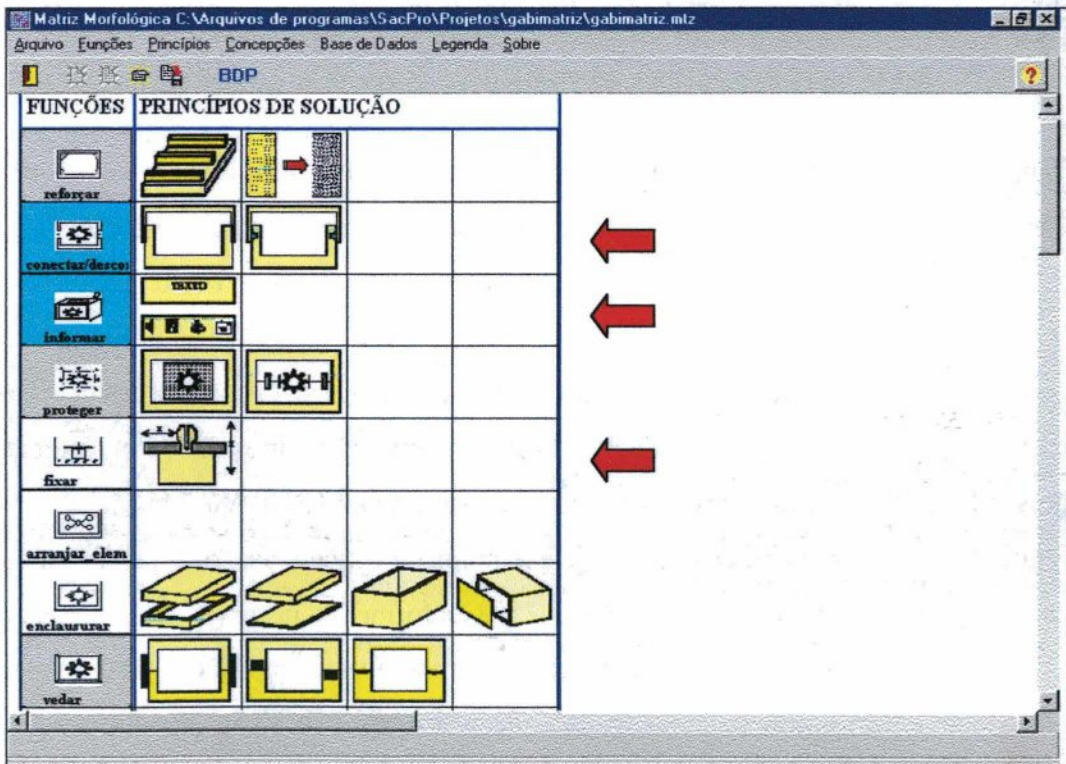 Matriz Morfológica C:\Arquivos de programas\SacPro\Projetos\gabimatriz\gabimatriz.mtz
Arquivo Funções Princípios Concepções Base de Dados Legenda Sobre
BDP
?
FUNÇÕES PRINCÍPIOS DE SOLUÇÃO
reforçar
conectar/desco
TEXTO
informar
proteger
x
z
fixar
arranjar_elem
enclausurar
vedar